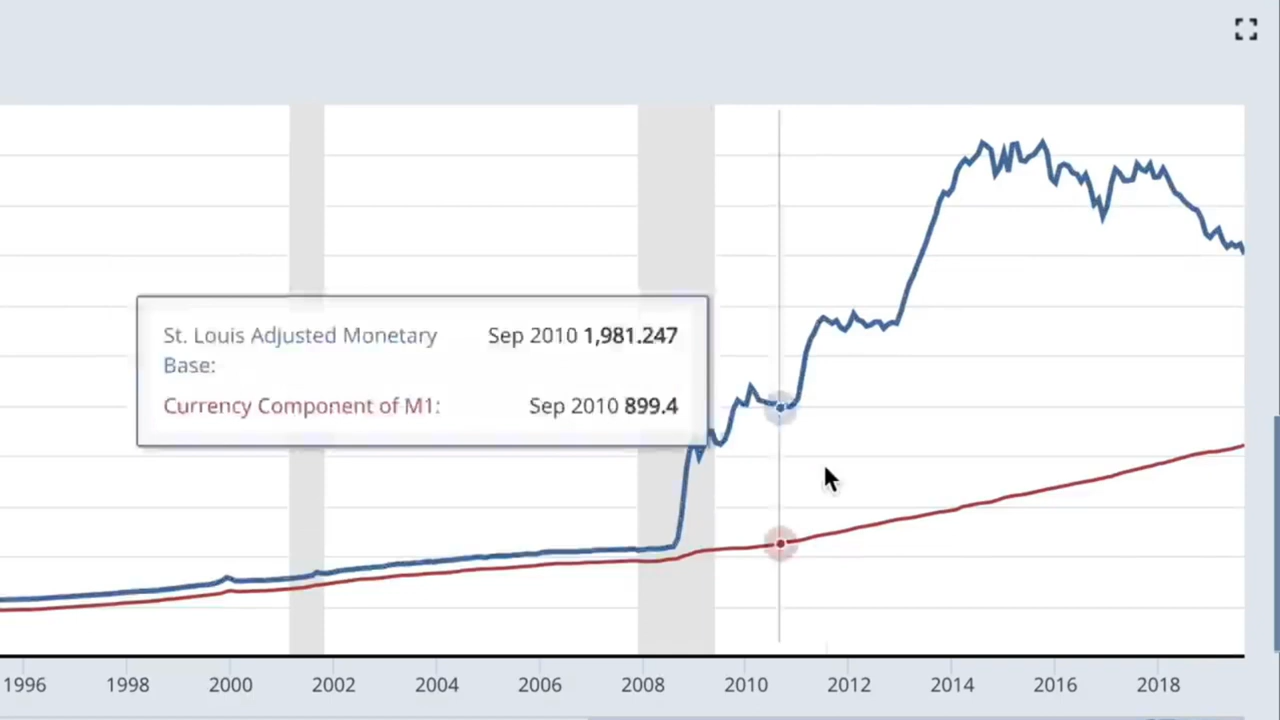 St. Louis Adjusted Monetary Base: Sep 2010 1,981.247
Currency Component of M1: Sep 2010 899.4
1996 1998 2000 2002 2004 2006 2008 2010 2012 2014 2016 2018